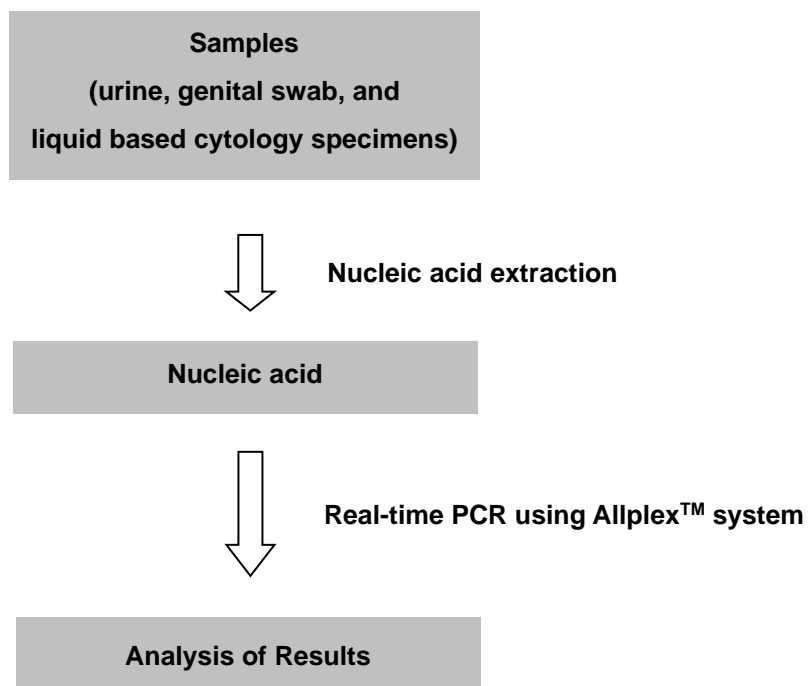 Samples
(urine, genital swab, and
liquid based cytology specimens)
Nucleic acid extraction
Nucleic acid
Real-time PCR using Allplex™ system
Analysis of Results